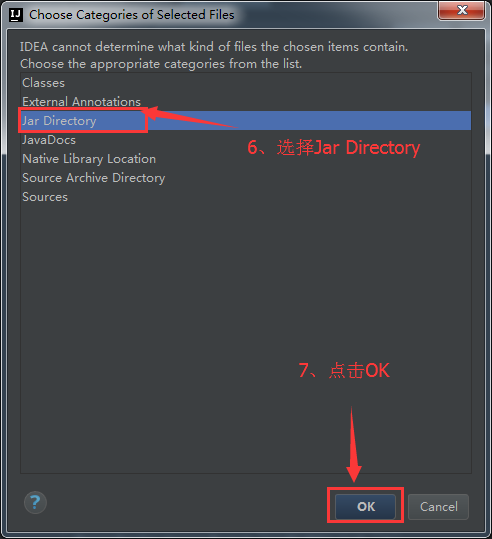 IJ Choose Categories of Selected Files
IDEA cannot determine what kind of files the chosen items contain.
Choose the appropriate categories from the list.
Classes
External Annotations
Jar Directory
JavaDocs
6、选择Jar Directory
Native Library Location
Source Archive Directory
Sources
7、点击OK
?
OK
Cancel